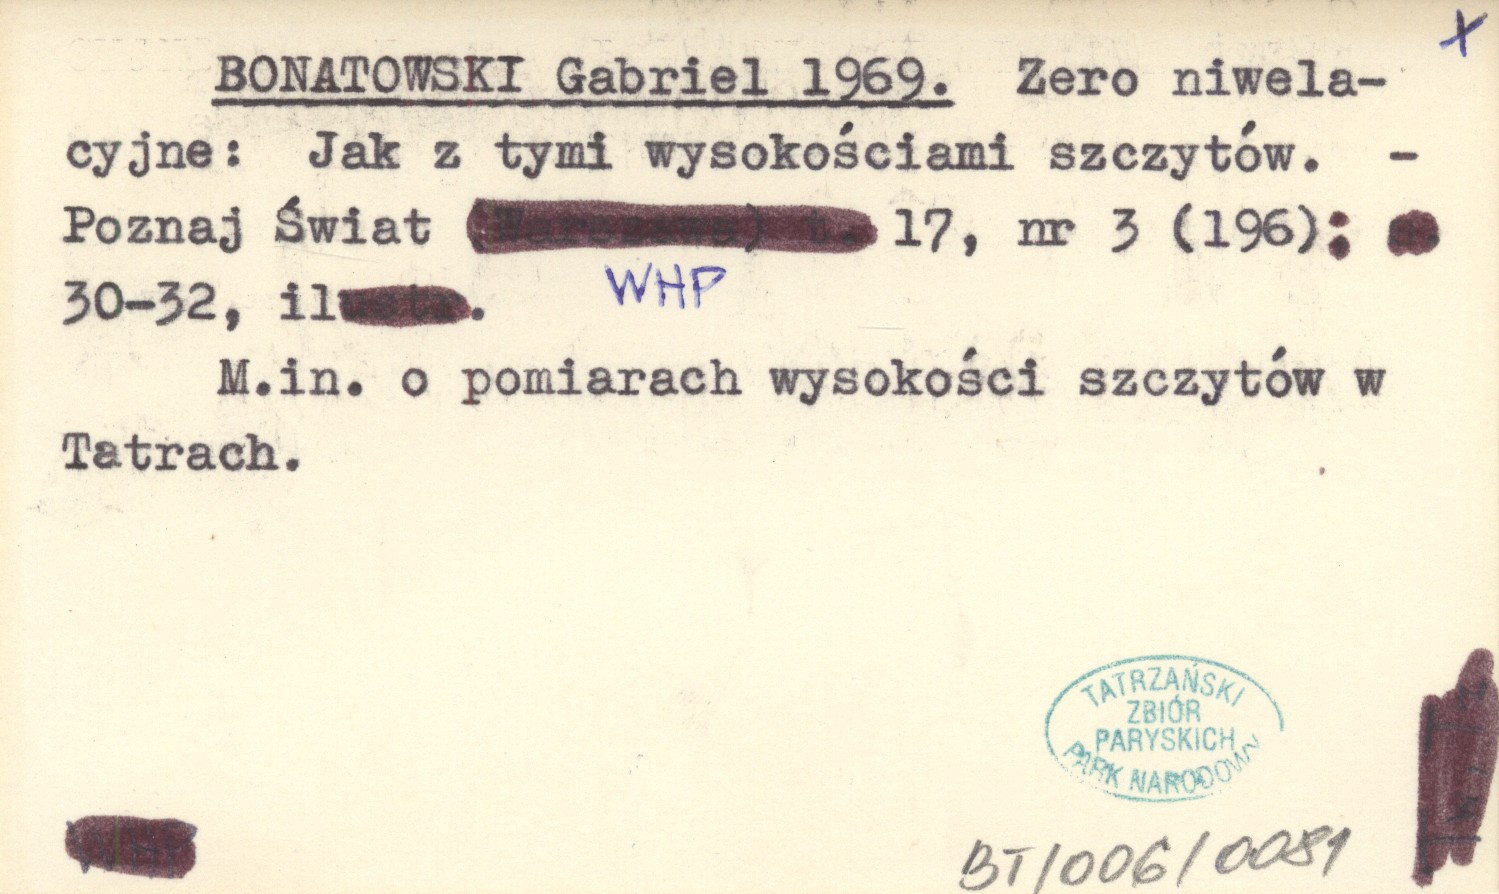 x
BONATOWSKI Gabriel 1969. Zero niwela-
cyjne: Jak z tymi wysokościami szczytów. -
Poznaj Świat 17, nr 3 (196):
WHP
30-32, il.
M.in. o pomiarach wysokości szczytów w
Tatrach.
TATRZAŃSKI
ZBIÓR
PARYSKICH
PARK NARODOWY
BT/006/0081